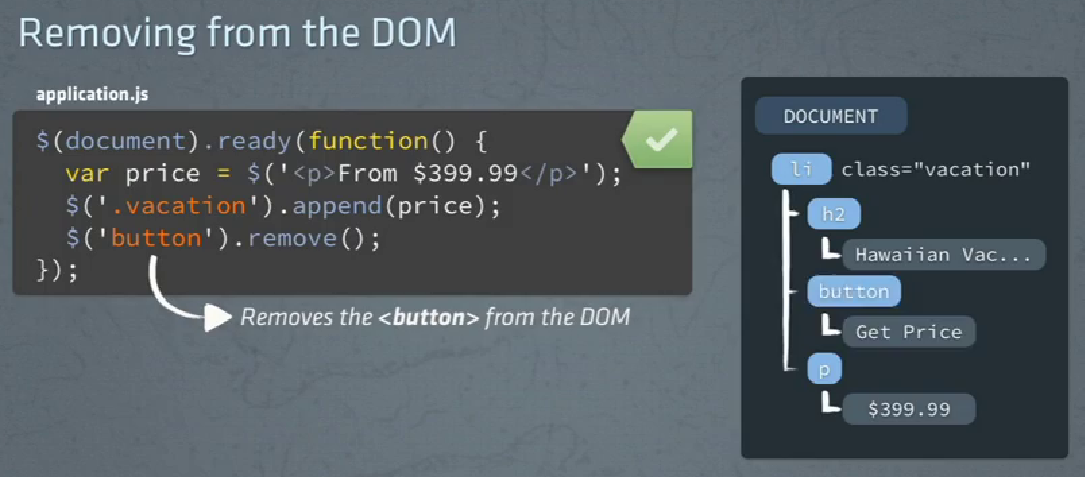 Removing from the DOM
application.js
$(document).ready(function() {
  var price = $('<p>From $399.99</p>');
  $('.vacation').append(price);
  $('button').remove();
});
Removes the <button> from the DOM
DOCUMENT
li class="vacation"
h2
Hawaiian Vac...
button
Get Price
p
$399.99